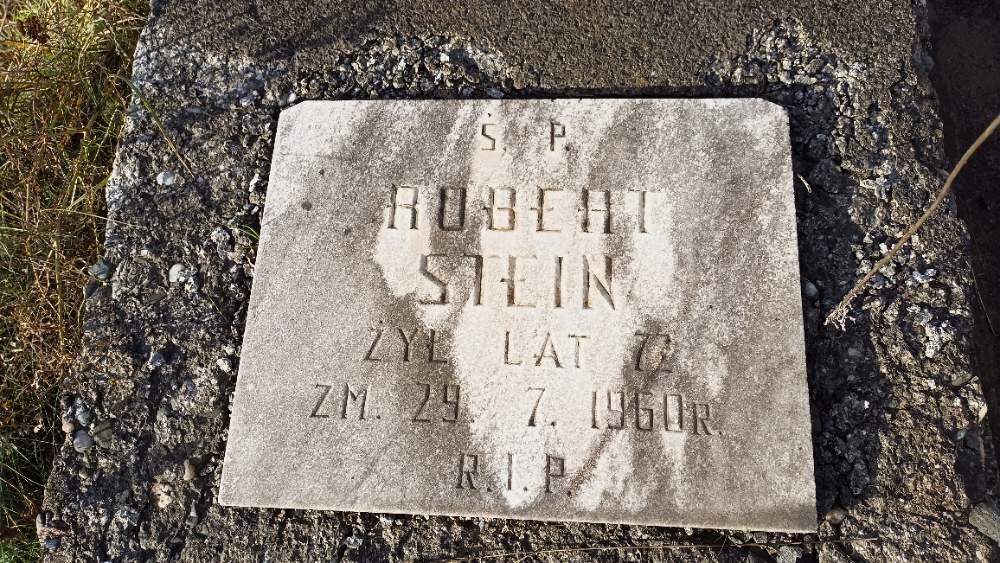 Ś. P.
ROBERT
STEIN
ŻYŁ LAT 72
ZM. 29. 7. 1960R.
R.I.P.